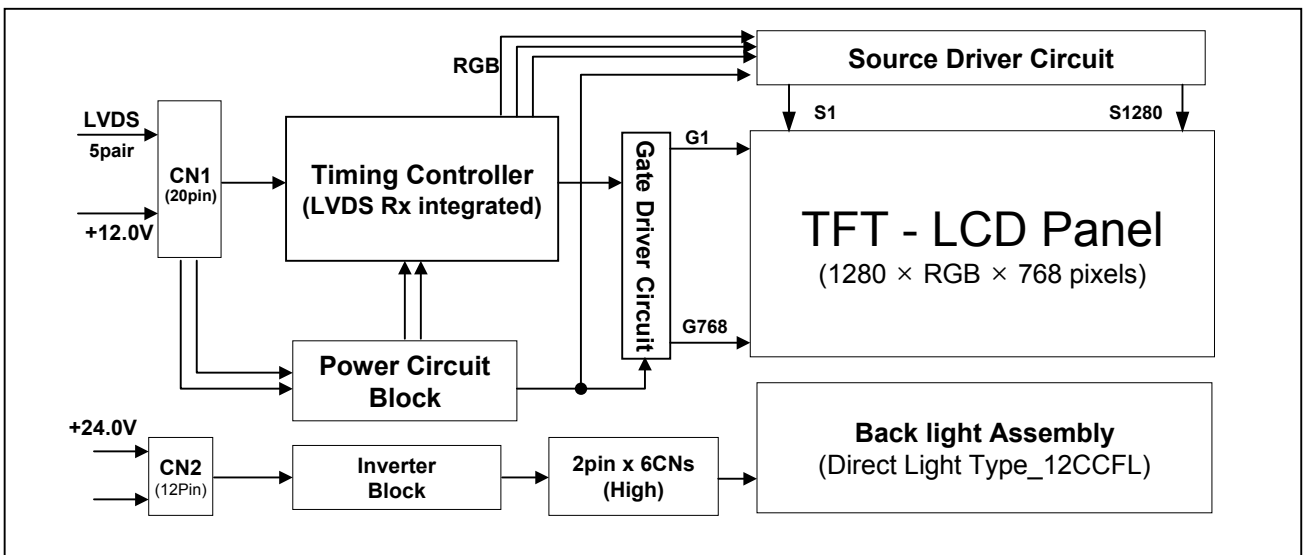 RGB
Source Driver Circuit
S1
S1280
LVDS
5pair
CN1
(20pin)
+12.0V
Timing Controller
(LVDS Rx integrated)
Gate Driver Circuit
G1
G768
TFT - LCD Panel
(1280 × RGB × 768 pixels)
Power Circuit
Block
+24.0V
CN2
(12Pin)
Inverter
Block
2pin x 6CNs
(High)
Back light Assembly
(Direct Light Type_12CCFL)